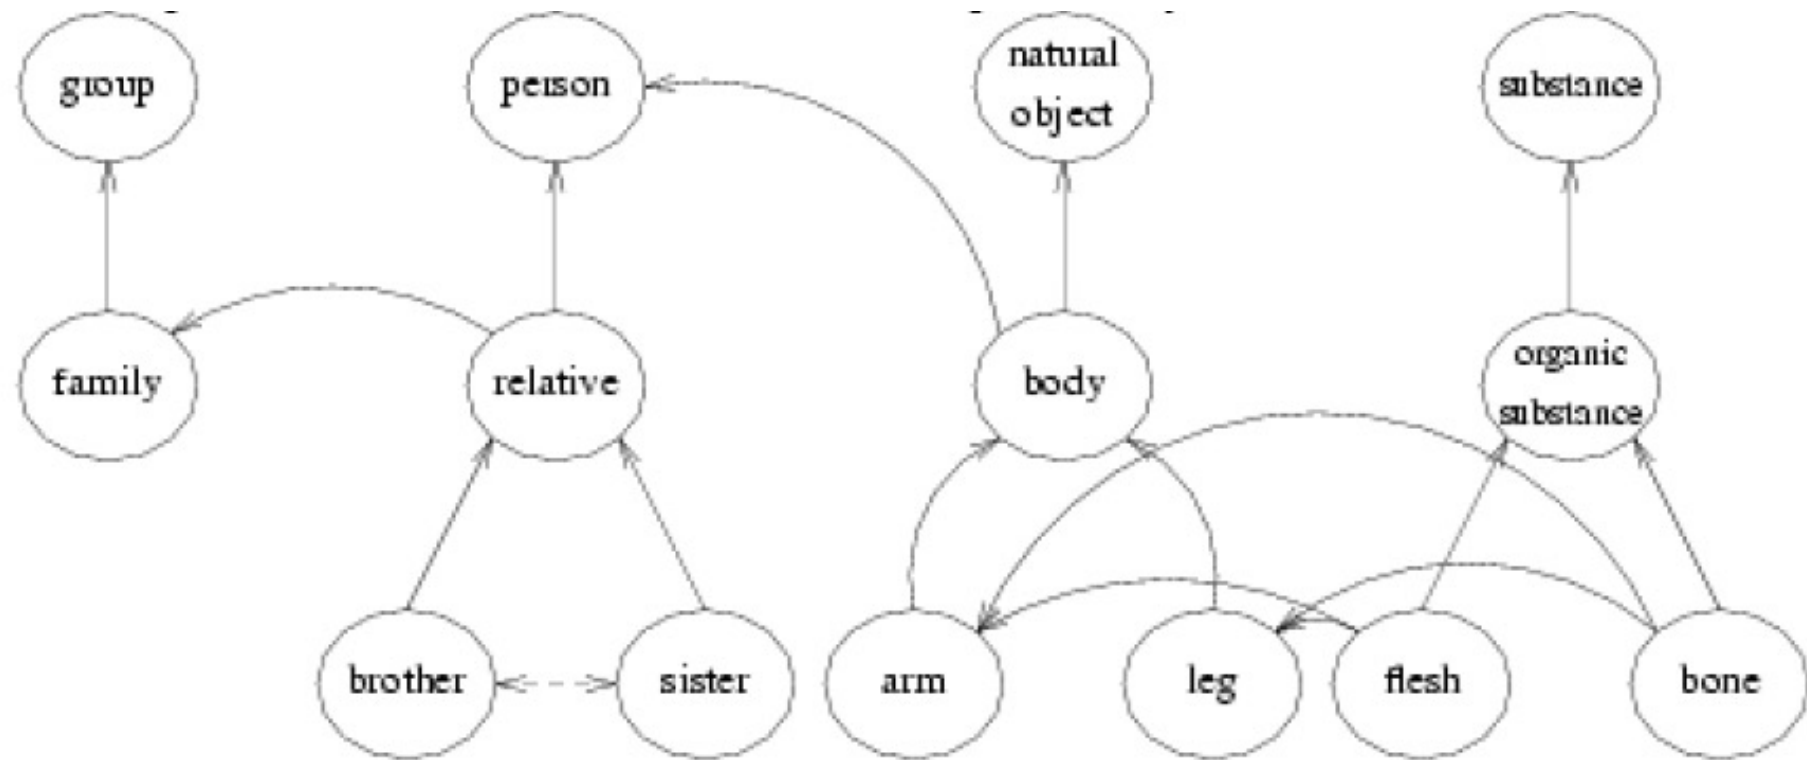 group
person
natural
object
substance
family
relative
body
organic
substance
brother
sister
arm
leg
flesh
bone